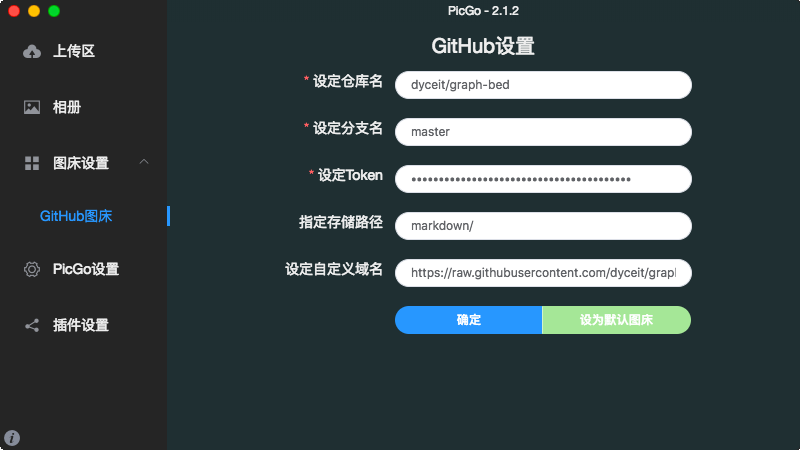 PicGo - 2.1.2
上传区
相册
图床设置
GitHub图床
PicGo设置
插件设置
GitHub设置
* 设定仓库名 dyceit/graph-bed
* 设定分支名 master
* 设定Token ••••••••••••••••••••••••••••••••••••••••
指定存储路径 markdown/
设定自定义域名 https://raw.githubusercontent.com/dyceit/grap
确定 设为默认图床